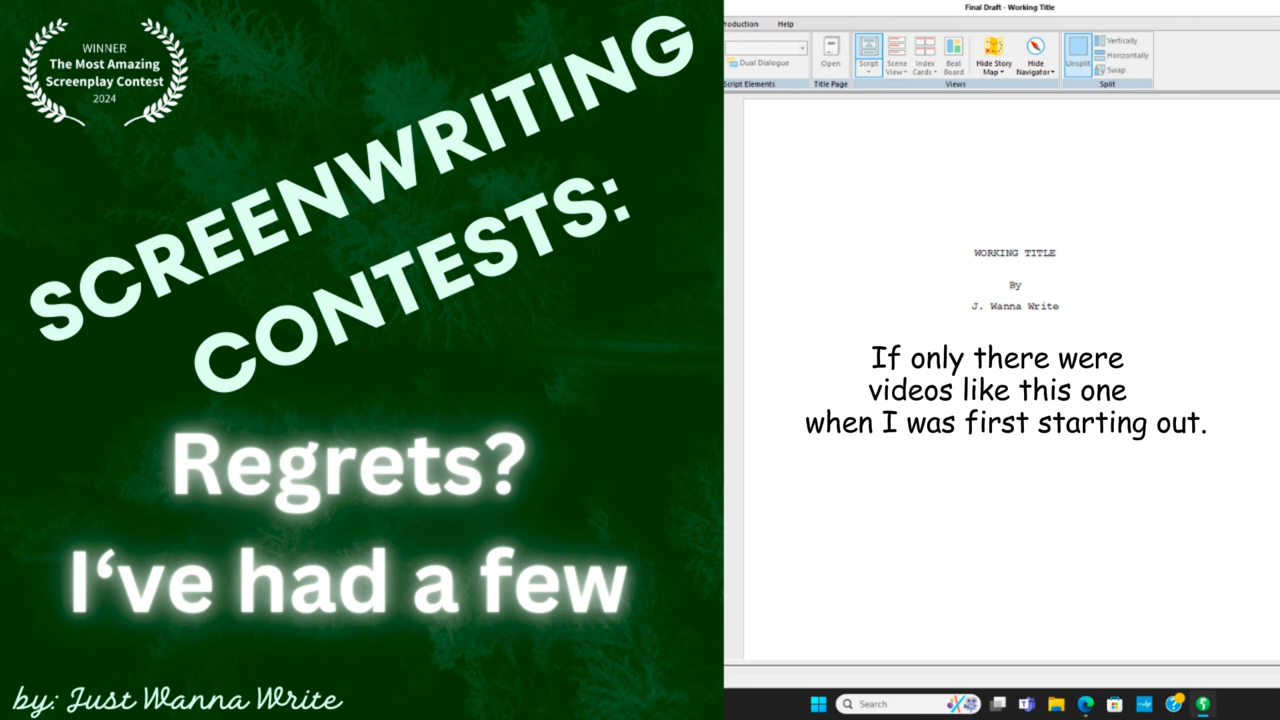 WINNER
The Most Amazing
Screenplay Contest
2024
SCREENWRITING
CONTESTS:
Regrets?
I‘ve had a few
by: Just Wanna Write
Final Draft - Working Title
roduction Help
Dual Dialogue
Script Elements
Open
Title Page
Script
Scene View
Index Cards
Beat Board
Hide Story Map
Hide Navigator
Views
Unsplit
Vertically
Horizontally
Swap
Split
WORKING TITLE
By
J. Wanna Write
If only there were
videos like this one
when I was first starting out.
Search